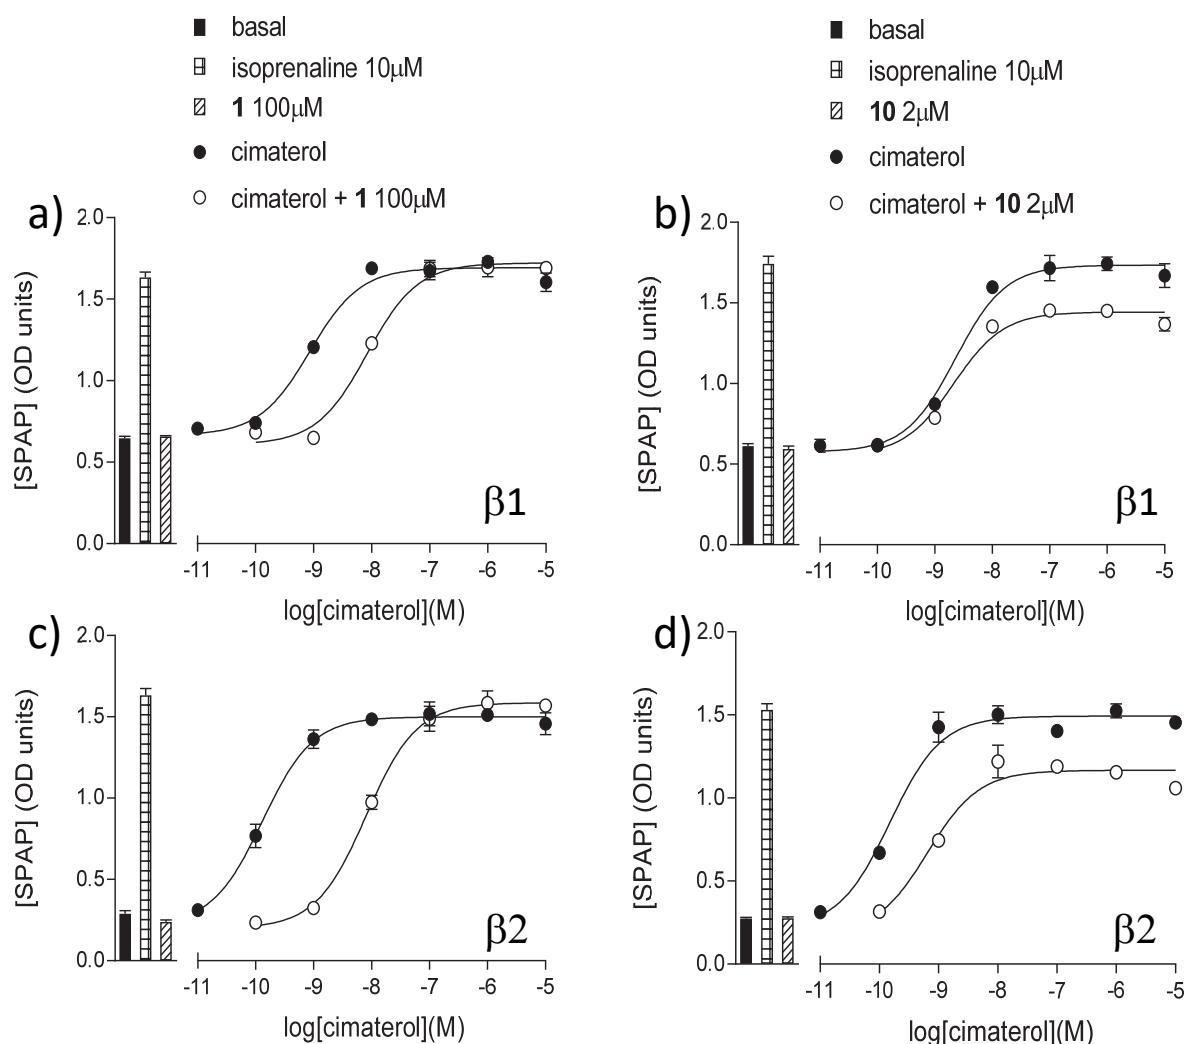 basal
isoprenaline 10μM
1 100μM
cimaterol
cimaterol + 1 100μM
basal
isoprenaline 10μM
10 2μM
cimaterol
cimaterol + 10 2μM
a)
[SPAP] (OD units)
2.0
1.5
1.0
0.5
0.0
β1
-11 -10 -9 -8 -7 -6 -5
log[cimaterol](M)
b)
[SPAP] (OD units)
2.0
1.5
1.0
0.5
0.0
β1
-11 -10 -9 -8 -7 -6 -5
log[cimaterol](M)
c)
[SPAP] (OD units)
2.0
1.5
1.0
0.5
0.0
β2
-11 -10 -9 -8 -7 -6 -5
log[cimaterol](M)
d)
[SPAP] (OD units)
2.0
1.5
1.0
0.5
0.0
β2
-11 -10 -9 -8 -7 -6 -5
log[cimaterol](M)